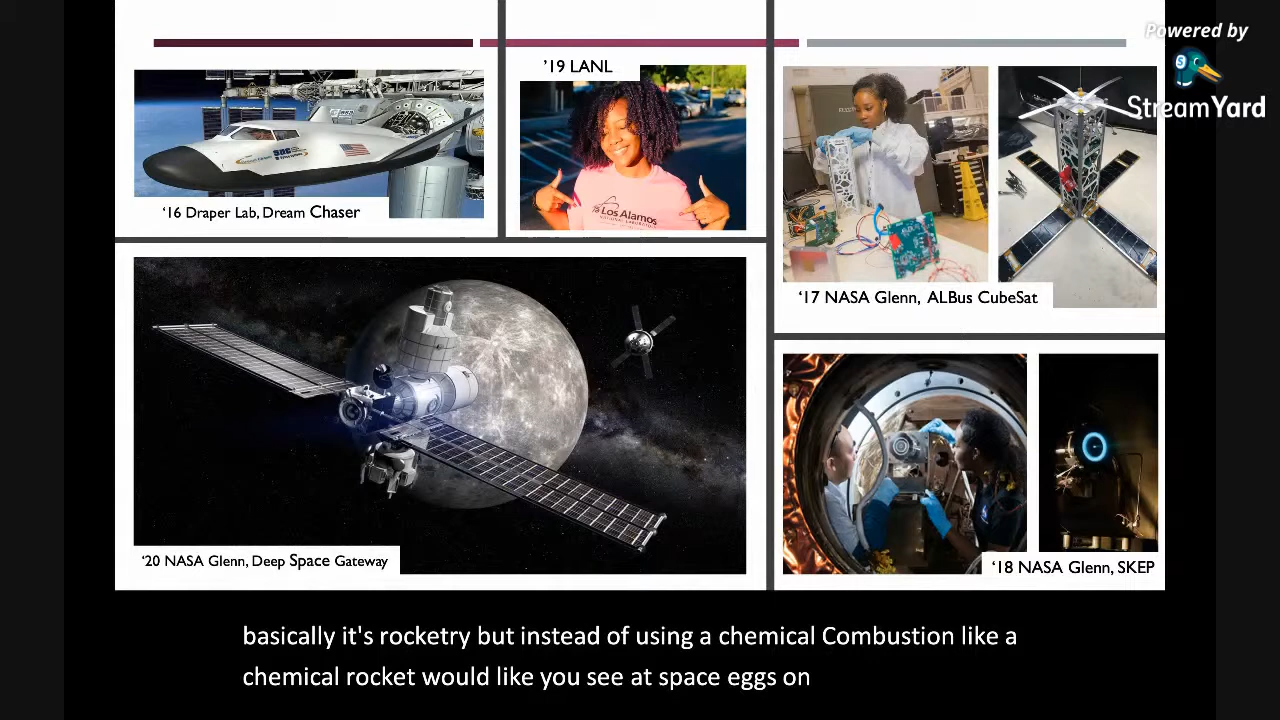 Powered by
StreamYard
'19 LANL
Los Alamos
NATIONAL LABORATORY
'16 Draper Lab, Dream Chaser
'17 NASA Glenn, ALBus CubeSat
'20 NASA Glenn, Deep Space Gateway
'18 NASA Glenn, SKEP
basically it's rocketry but instead of using a chemical Combustion like a
chemical rocket would like you see at space eggs on